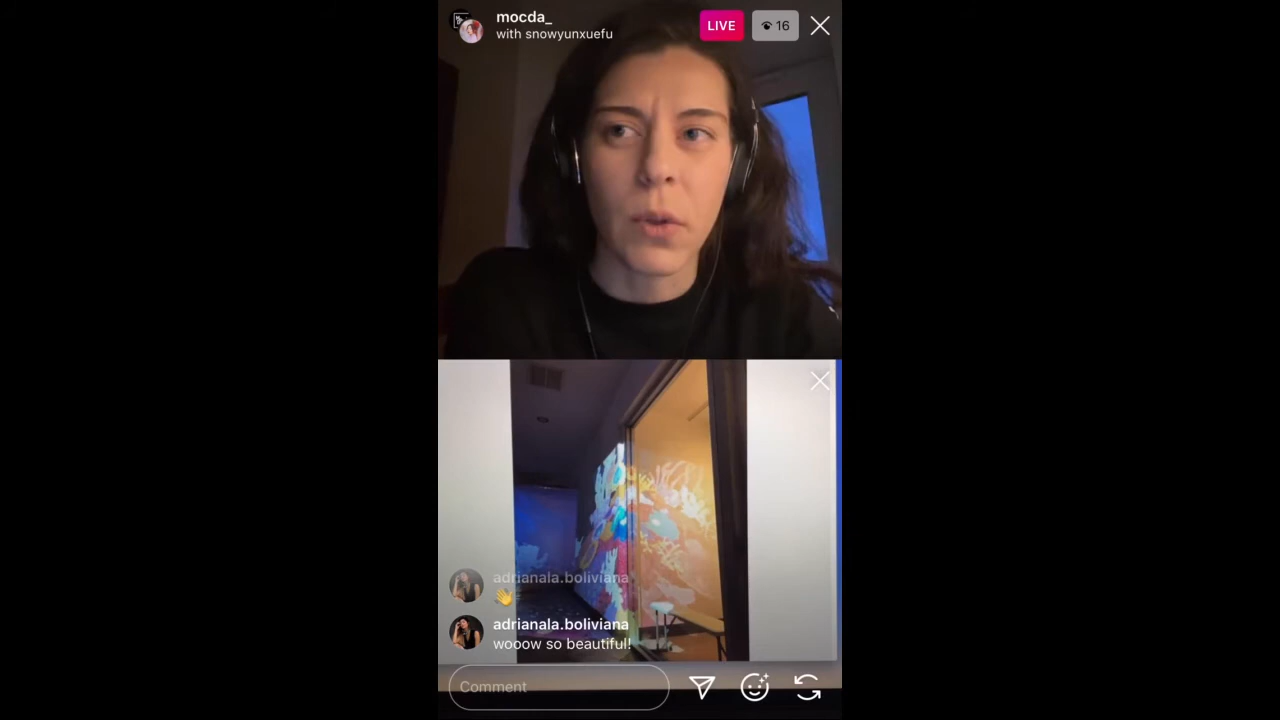 mocda_
with snowyunxuefu
LIVE
16
adrianala.boliviana
👋
adrianala.boliviana
wooow so beautiful!
Comment